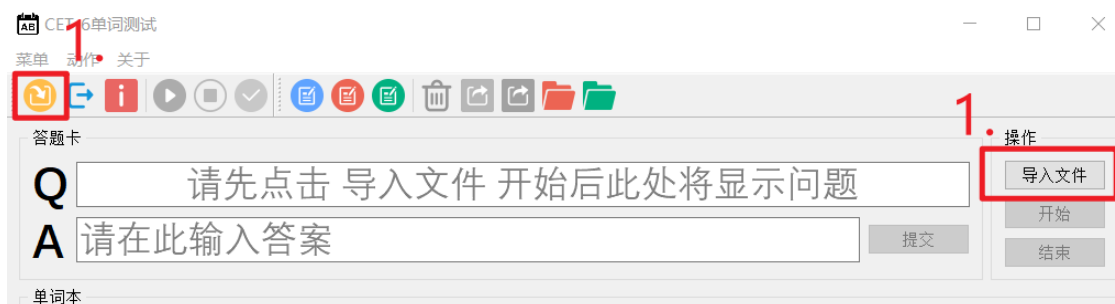 CET-6单词测试
1.
菜单 动作 关于
1.
答题卡
操作
Q 请先点击 导入文件 开始后此处将显示问题
导入文件
开始
A 请在此输入答案
提交
结束
单词本